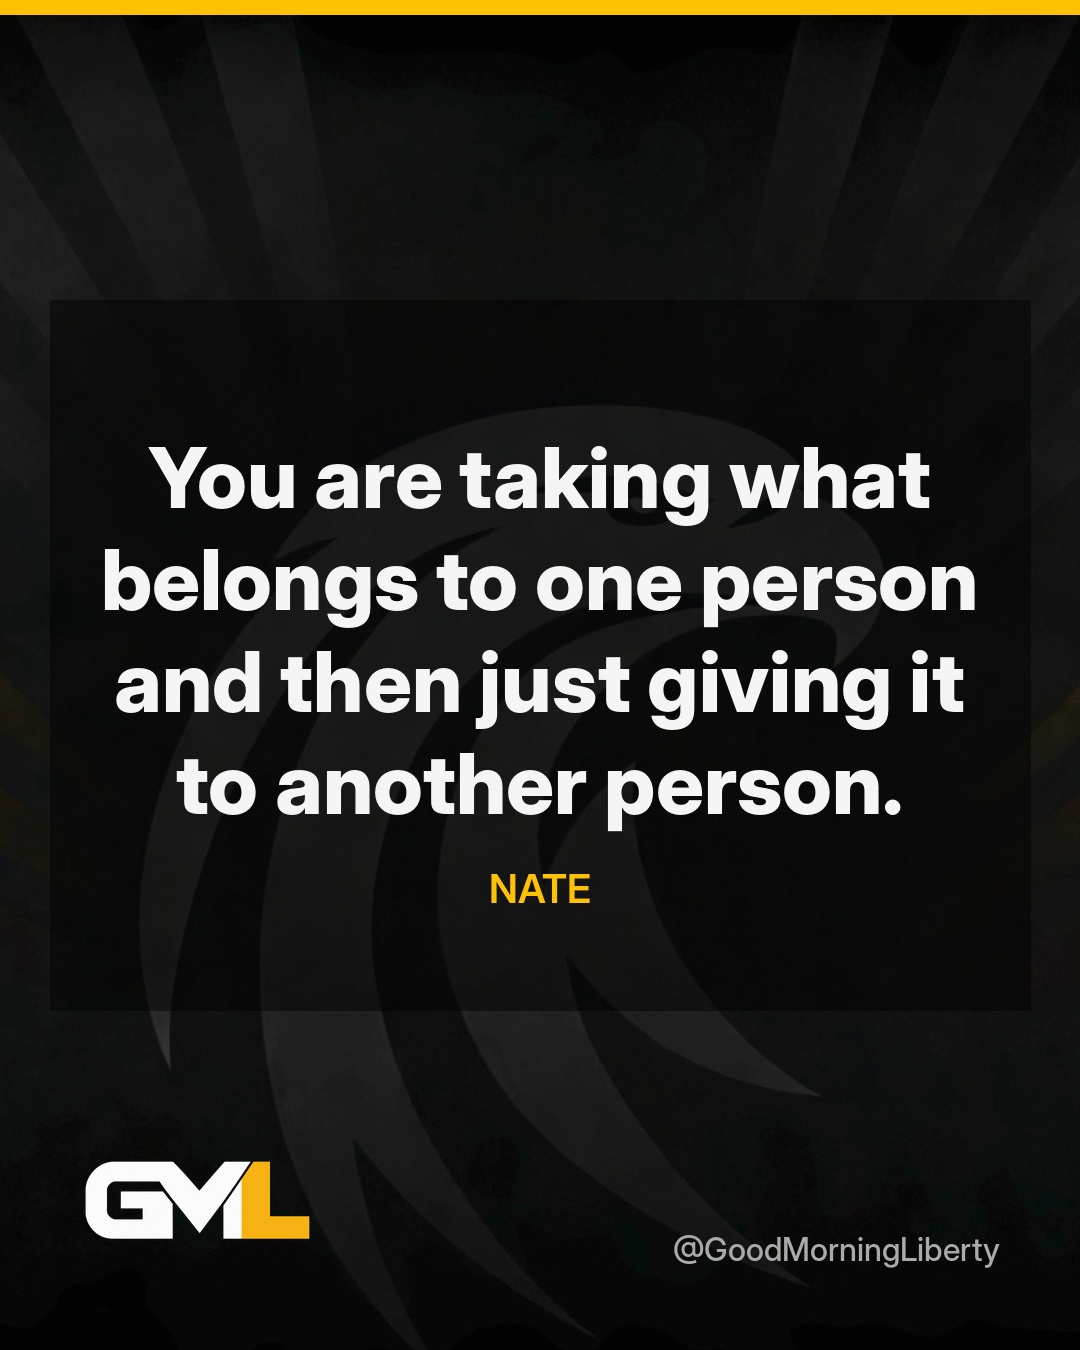 You are taking what
belongs to one person
and then just giving it
to another person.
NATE
GML
@GoodMorningLiberty